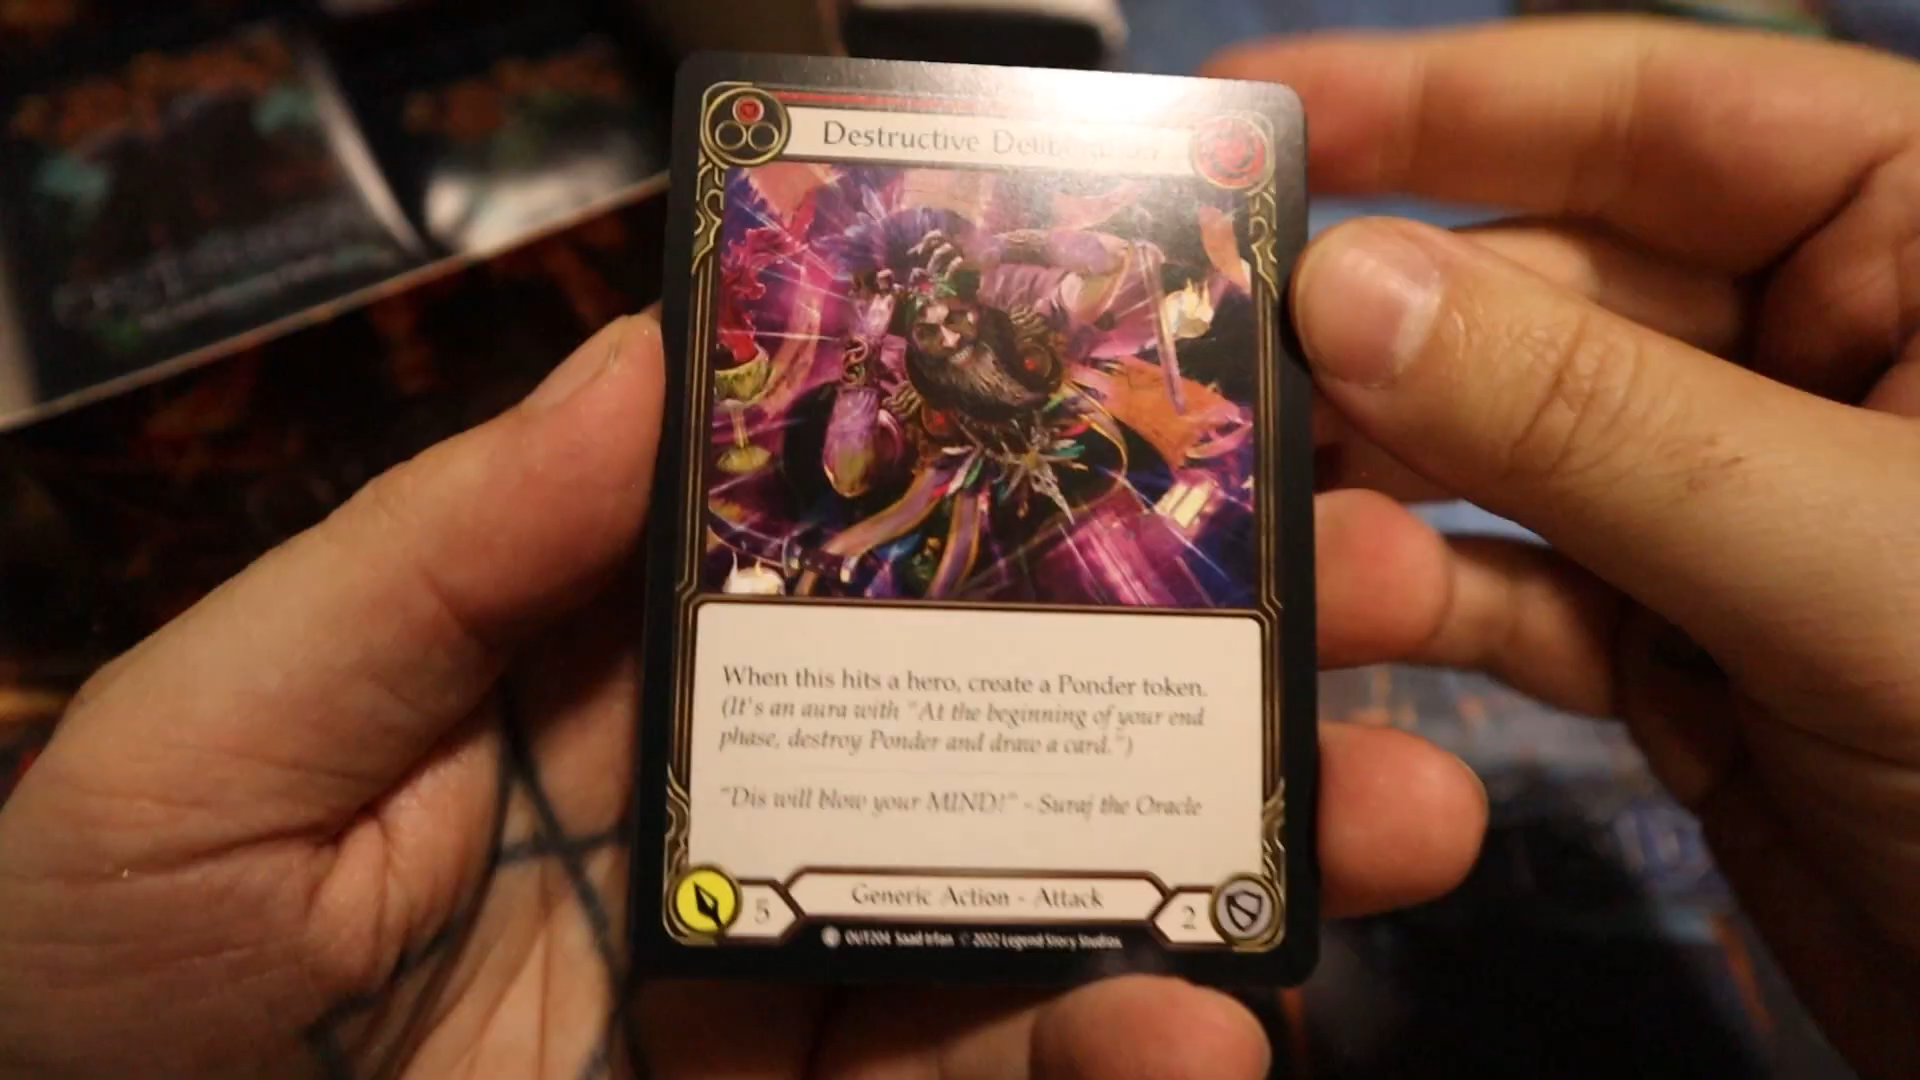 Destructive Deliberation
When this hits a hero, create a Ponder token.
(It's an aura with "At the beginning of your end
phase, destroy Ponder and draw a card.")
"Dis will blow your MIND!" - Suraj the Oracle
5
Generic Action - Attack
2
OUT204 Saad Irfan © 2022 Legend Story Studios